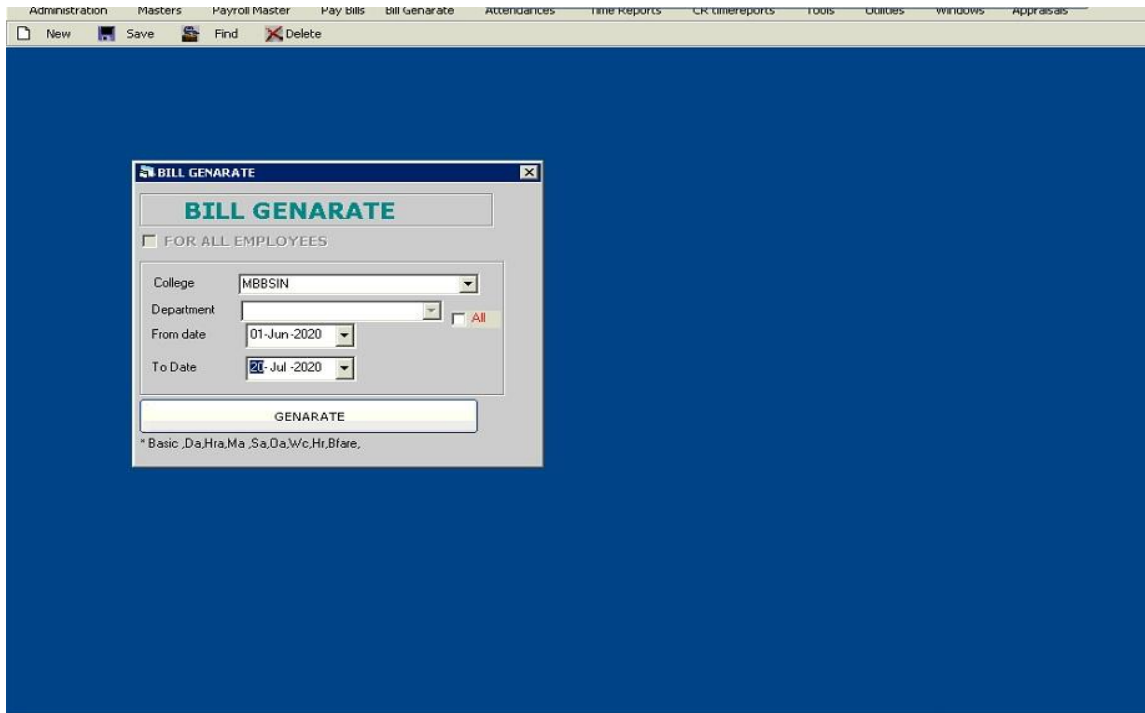 Administration Masters Payroll Master Pay Bills Bill Genarate Attendances Time Reports CR timereports Tools Utilities Windows Appraisals
New Save Find Delete
BILL GENARATE
BILL GENARATE
FOR ALL EMPLOYEES
College MBBSIN
Department All
From date 01-Jun-2020
To Date 20-Jul-2020
GENARATE
* Basic ,Da,Hra,Ma ,Sa,Oa,Wc,Hr,Bfare,